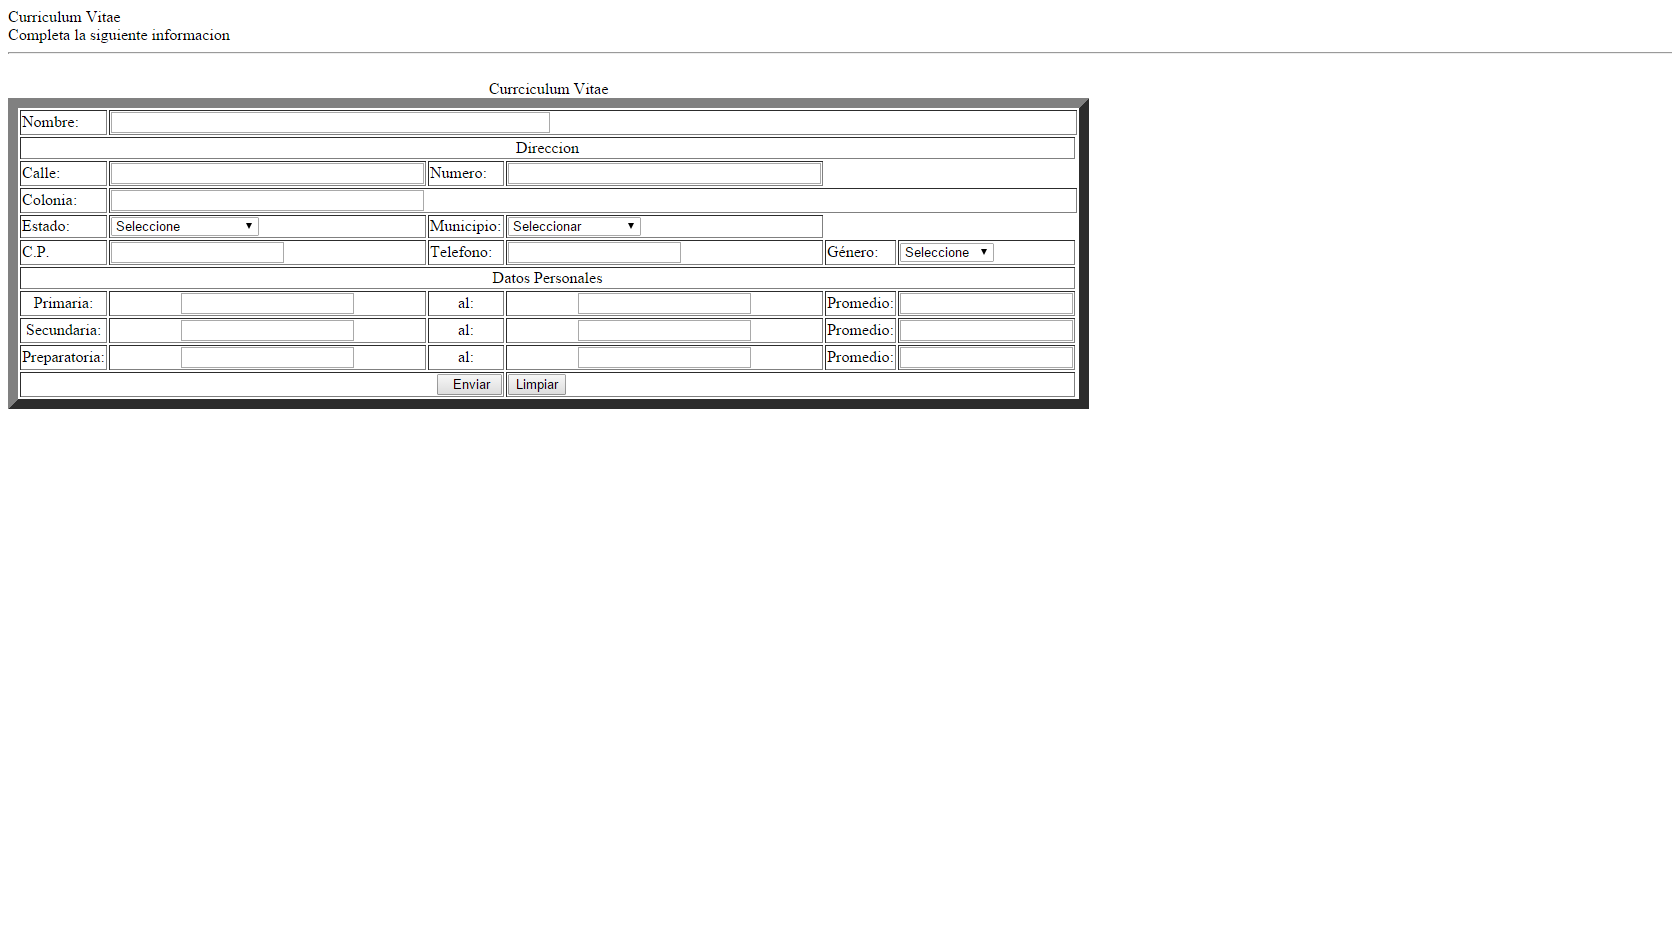 Curriculum Vitae
Completa la siguiente informacion
Currciculum Vitae
Nombre:
Direccion
Calle: Numero:
Colonia:
Estado: Seleccione Municipio: Seleccionar
C.P. Telefono: Género: Seleccione
Datos Personales
Primaria: al: Promedio:
Secundaria: al: Promedio:
Preparatoria: al: Promedio:
Enviar Limpiar